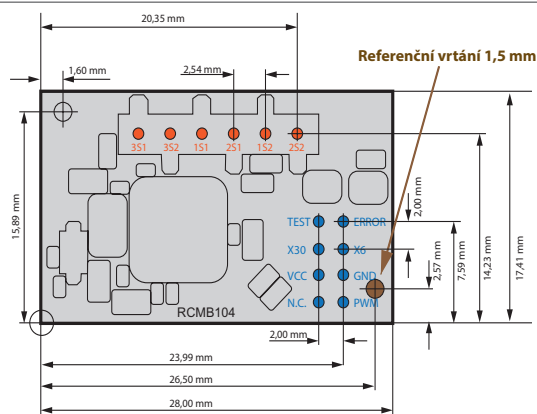 20,35 mm
Referenční vrtání 1,5 mm
1,60 mm
2,54 mm
3S1 3S2 1S1 2S1 1S2 2S2
15,89 mm
TEST ERROR
X30 X6
VCC GND
N.C. PWM
RCMB104
2,00 mm
2,57 mm
7,59 mm
14,23 mm
17,41 mm
2,00 mm
23,99 mm
26,50 mm
28,00 mm